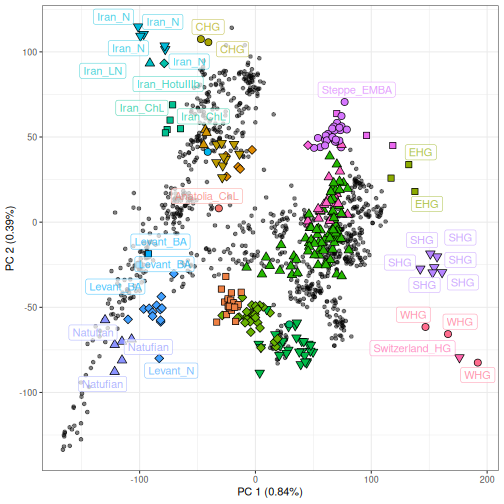 Iran_N
Iran_N
CHG
CHG
Iran_N
Iran_N
Iran_LN
Iran_HotuIIIb
Steppe_EMBA
Iran_ChL
Iran_ChL
EHG
EHG
Anatolia_ChL
Levant_BA
Levant_BA
Levant_BA
SHG
SHG
SHG
SHG
SHG
SHG
Natufian
Natufian
Natufian
Levant_N
WHG
WHG
Switzerland_HG
WHG
100
50
0
-50
-100
PC 2 (0.39%)
-100
0
100
200
PC 1 (0.84%)